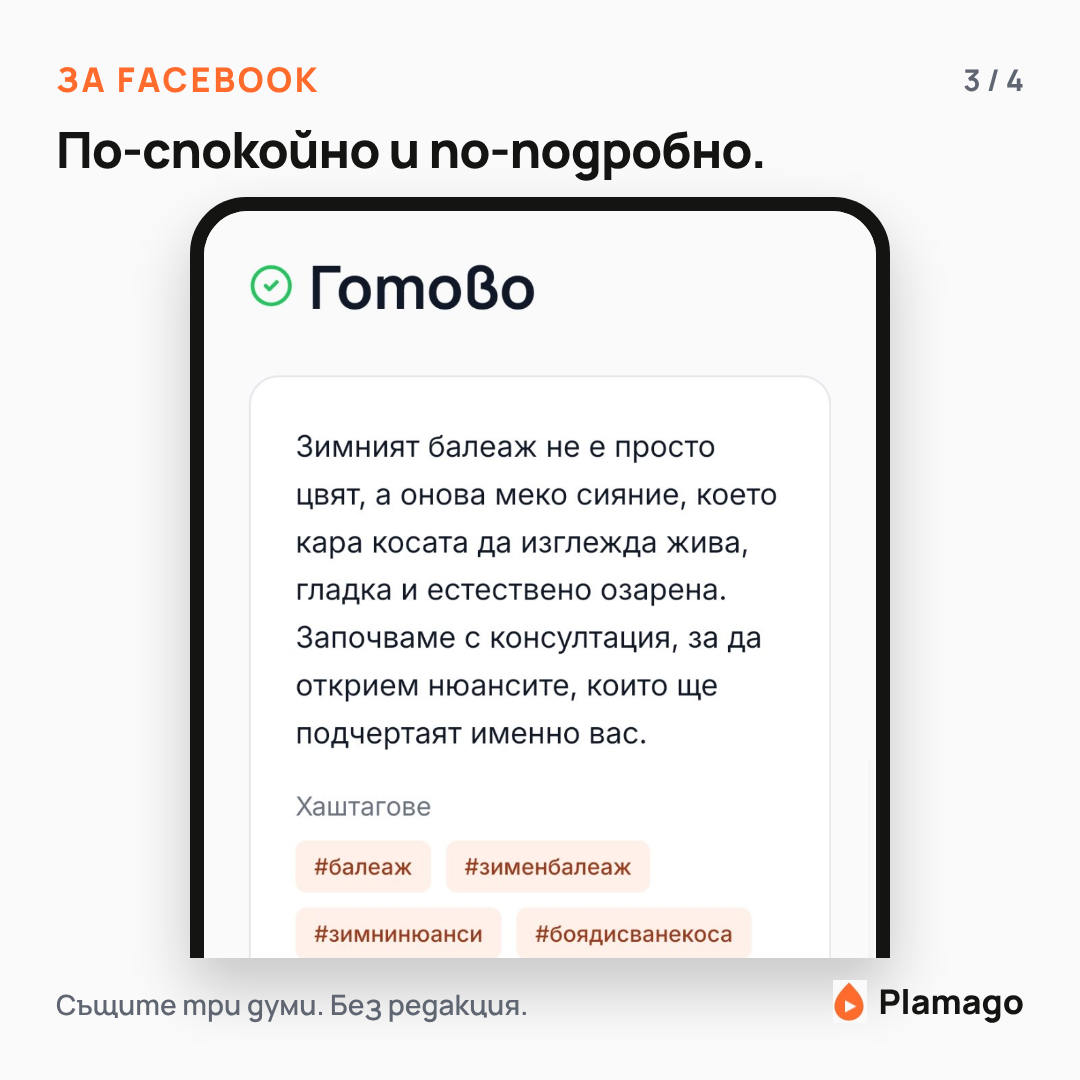 ЗА FACEBOOK
3 / 4
По-спокойно и по-подробно.
Готово
Зимният балеаж не е просто
цвят, а онова меко сияние, което
кара косата да изглежда жива,
гладка и естествено озарена.
Започваме с консултация, за да
открием нюансите, които ще
подчертаят именно вас.
Хаштагове
#балеаж #зименбалеаж
#зимнинюанси #боядисванекоса
Същите три думи. Без редакция.
Plamago